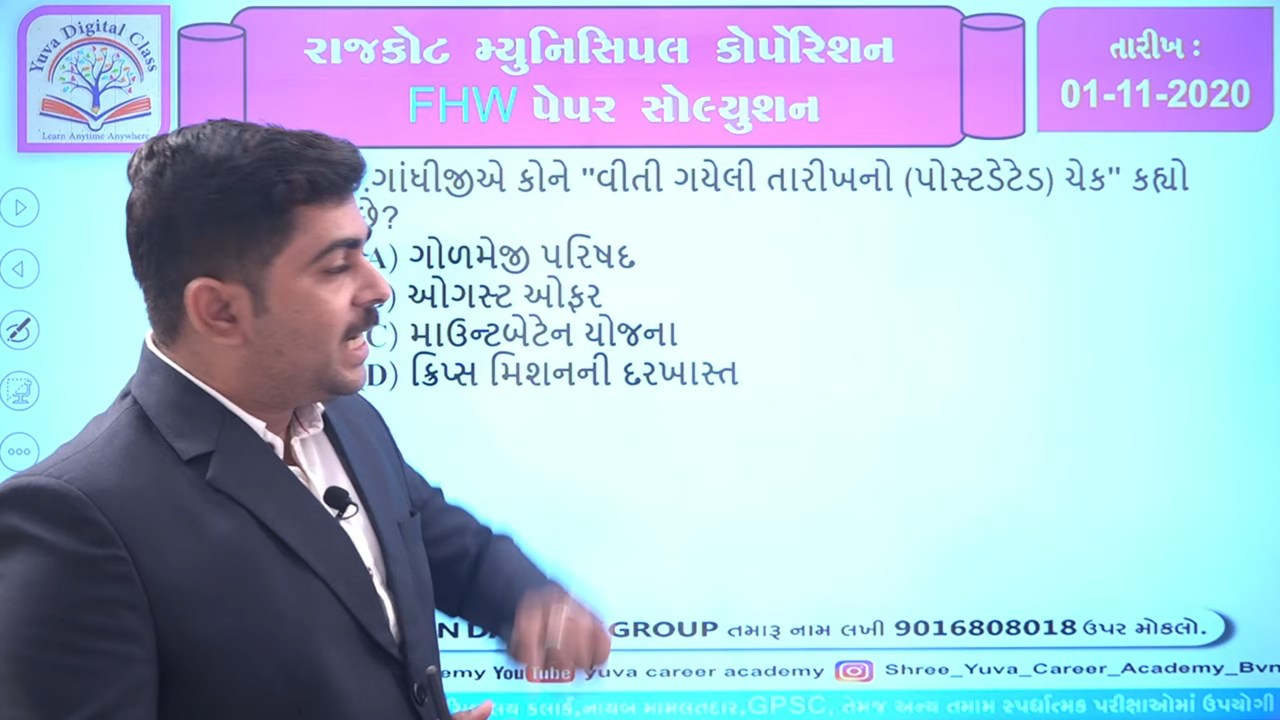 Yuva Digital Class
Learn Anytime Anywhere
રાજકોટ મ્યુનિસિપલ કોર્પોરેશન
FHW પેપર સોલ્યુશન
તારીખ :
01-11-2020
.ગાંધીજીએ કોને "વીતી ગયેલી તારીખનો (પોસ્ટડેટેડ) ચેક" કહ્યો
છે?
A) ગોળમેજી પરિષદ
) ઓગસ્ટ ઓફર
C) માઉન્ટબેટેન યોજના
D) ક્રિપ્સ મિશનની દરખાસ્ત
GROUP તમારૂ નામ લખી 9016808018 ઉપર મોકલો.
emy YouTube yuva career academy Shree_Yuva_Career_Academy_Bvn
કલાર્ક,નાયબ મામલતદાર,GPSC, તેમજ અન્ય તમામ સ્પર્ધાત્મક પરીક્ષાઓમાં ઉપયોગી